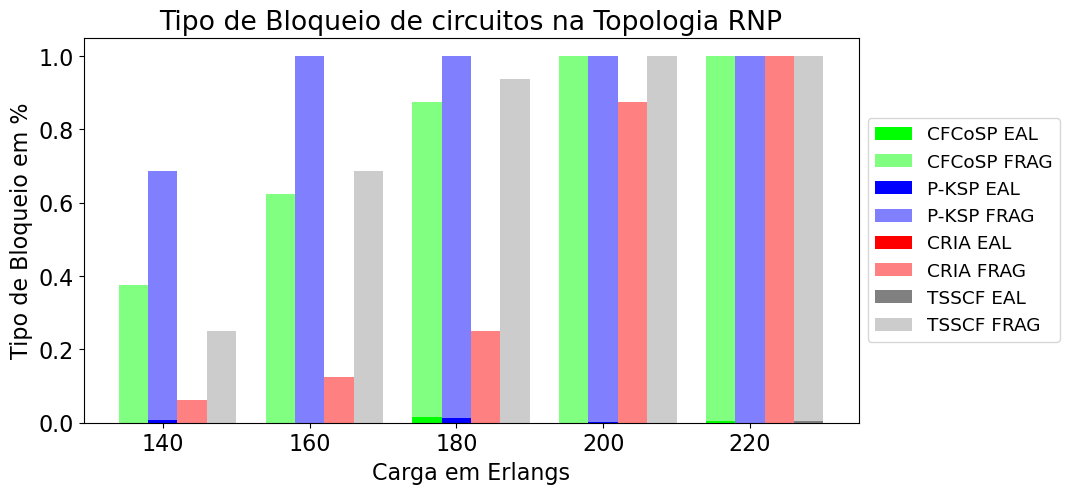 Tipo de Bloqueio de circuitos na Topologia RNP
Tipo de Bloqueio em %
1.0
0.8
0.6
0.4
0.2
0.0
140 160 180 200 220
Carga em Erlangs
CFCoSP EAL
CFCoSP FRAG
P-KSP EAL
P-KSP FRAG
CRIA EAL
CRIA FRAG
TSSCF EAL
TSSCF FRAG